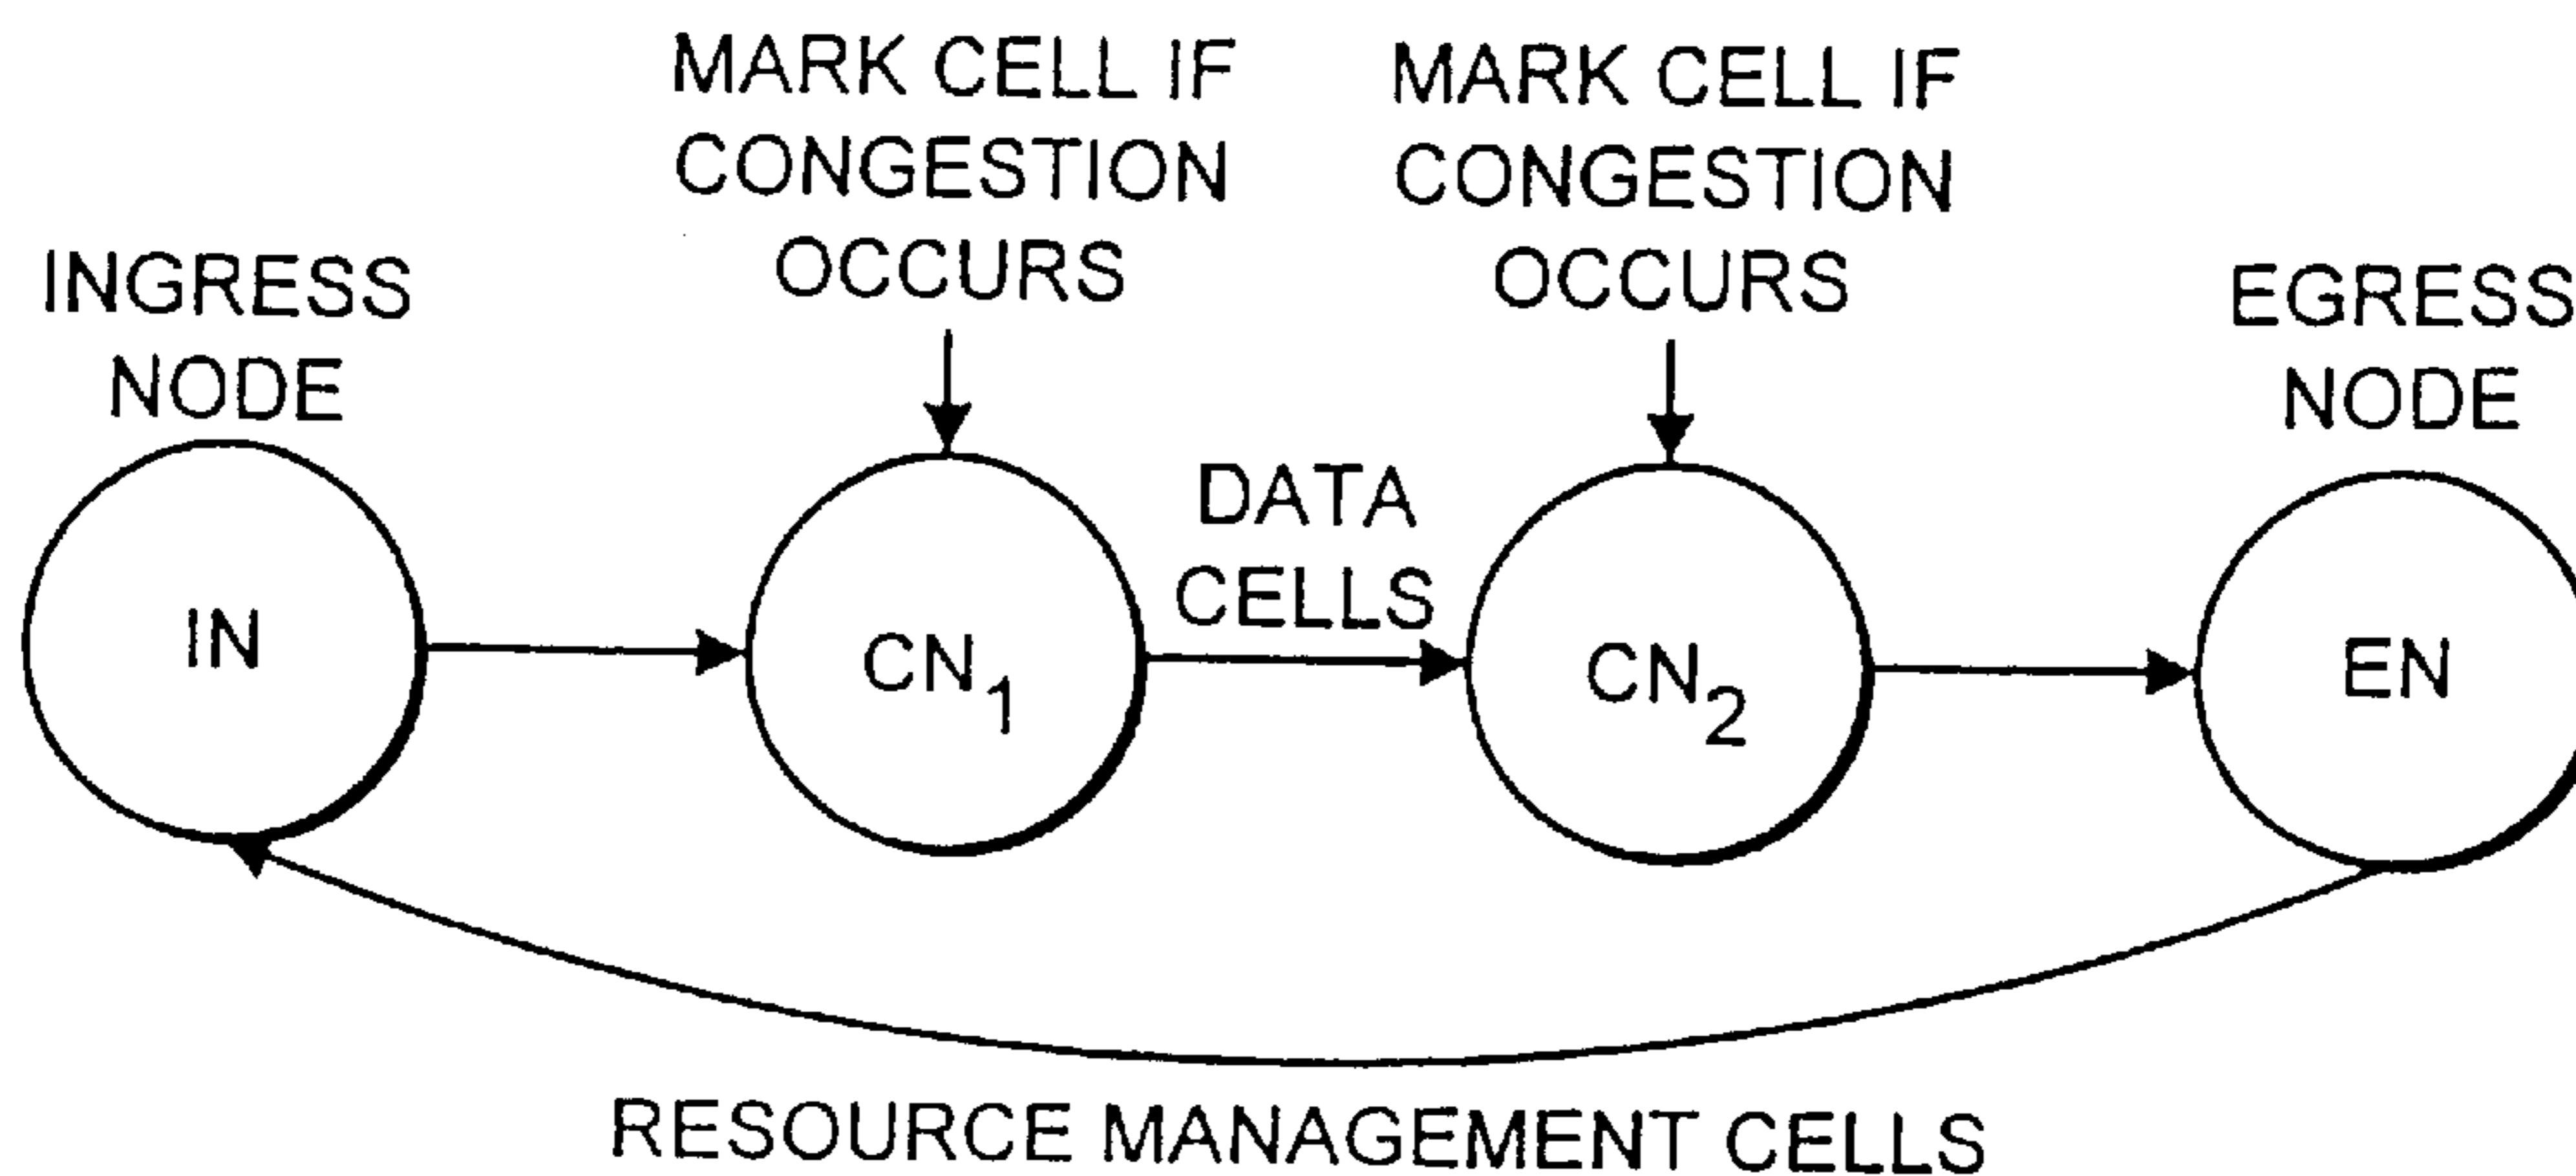 MARK CELL IF
CONGESTION
OCCURS
MARK CELL IF
CONGESTION
OCCURS
INGRESS
NODE
EGRESS
NODE
DATA
CELLS
IN
CN₁
CN₂
EN
RESOURCE MANAGEMENT CELLS